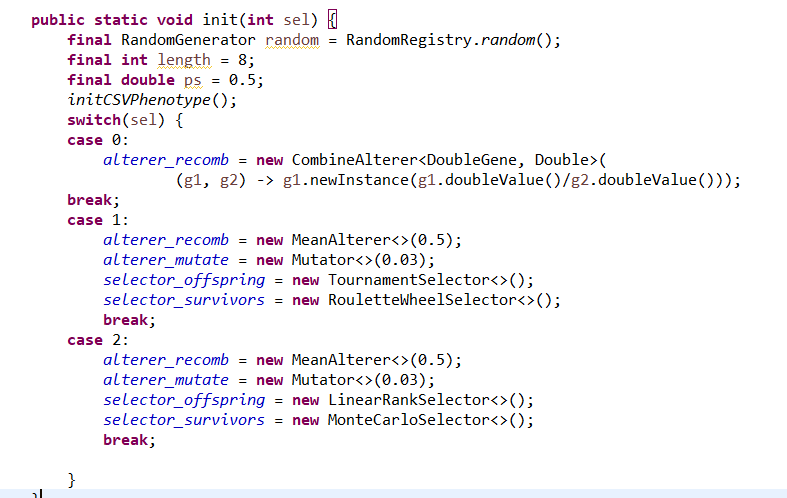 public static void init(int sel) {
    final RandomGenerator random = RandomRegistry.random();
    final int length = 8;
    final double ps = 0.5;
    initCSVPhenotype();
    switch(sel) {
    case 0:
        alterer_recomb = new CombineAlterer<DoubleGene, Double>(
                (g1, g2) -> g1.newInstance(g1.doubleValue()/g2.doubleValue()));
    break;
    case 1:
        alterer_recomb = new MeanAlterer<>(0.5);
        alterer_mutate = new Mutator<>(0.03);
        selector_offspring = new TournamentSelector<>();
        selector_survivors = new RouletteWheelSelector<>();
        break;
    case 2:
        alterer_recomb = new MeanAlterer<>(0.5);
        alterer_mutate = new Mutator<>(0.03);
        selector_offspring = new LinearRankSelector<>();
        selector_survivors = new MonteCarloSelector<>();
        break;

    }
}